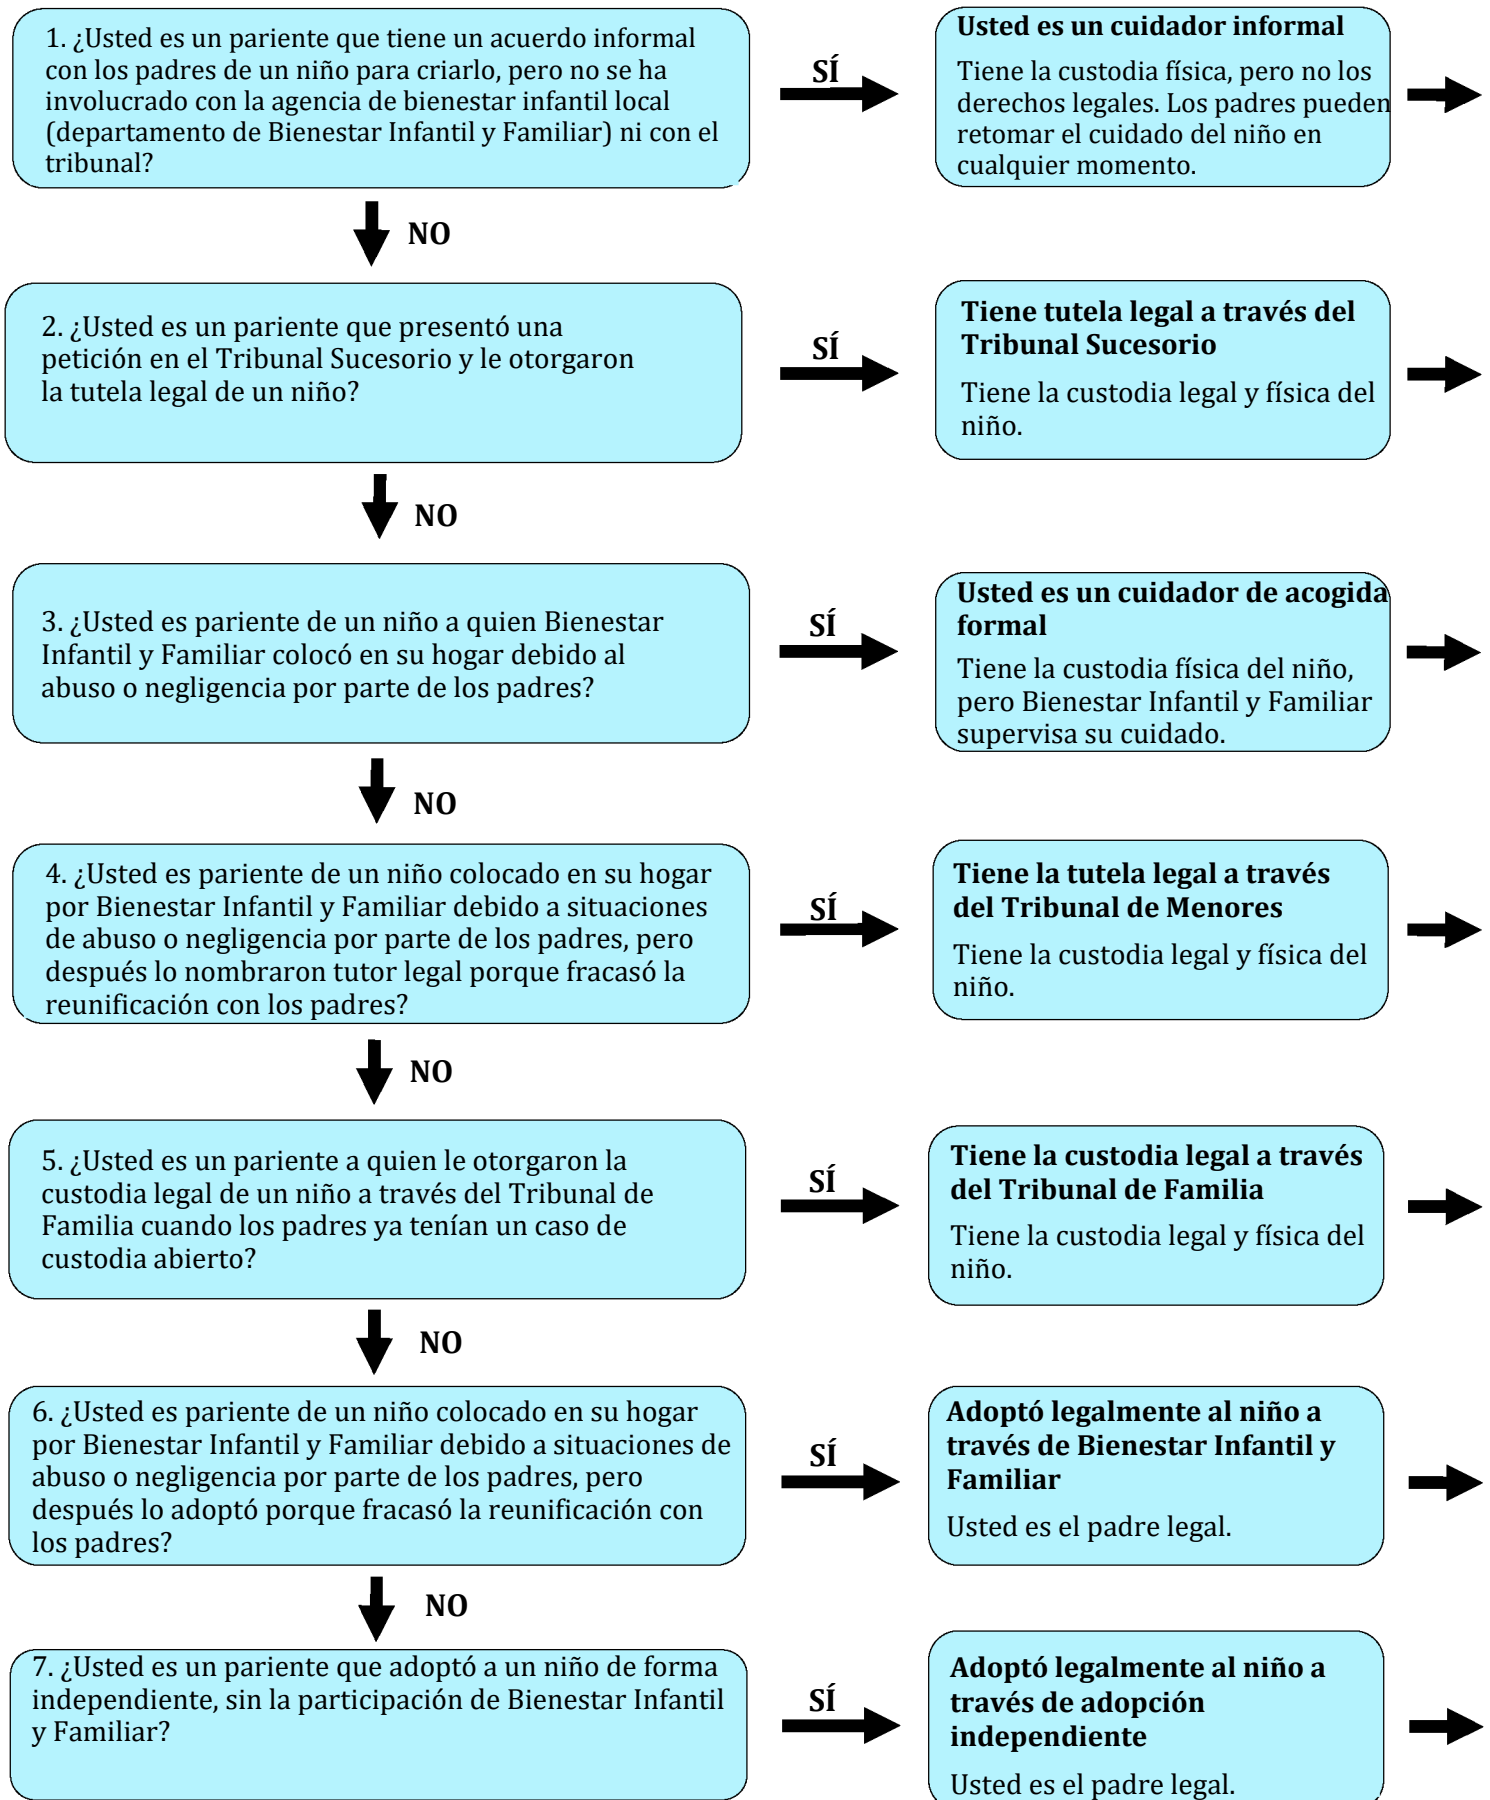 1. ¿Usted es un pariente que tiene un acuerdo informal
con los padres de un niño para criarlo, pero no se ha
involucrado con la agencia de bienestar infantil local
(departamento de Bienestar Infantil y Familiar) ni con el
tribunal?
SÍ
Usted es un cuidador informal
Tiene la custodia física, pero no los
derechos legales. Los padres pueden
retomar el cuidado del niño en
cualquier momento.
NO
2. ¿Usted es un pariente que presentó una
petición en el Tribunal Sucesorio y le otorgaron
la tutela legal de un niño?
SÍ
Tiene tutela legal a través del
Tribunal Sucesorio
Tiene la custodia legal y física del
niño.
NO
3. ¿Usted es pariente de un niño a quien Bienestar
Infantil y Familiar colocó en su hogar debido al
abuso o negligencia por parte de los padres?
SÍ
Usted es un cuidador de acogida
formal
Tiene la custodia física del niño,
pero Bienestar Infantil y Familiar
supervisa su cuidado.
NO
4. ¿Usted es pariente de un niño colocado en su hogar
por Bienestar Infantil y Familiar debido a situaciones
de abuso o negligencia por parte de los padres, pero
después lo nombraron tutor legal porque fracasó la
reunificación con los padres?
SÍ
Tiene la tutela legal a través
del Tribunal de Menores
Tiene la custodia legal y física del
niño.
NO
5. ¿Usted es un pariente a quien le otorgaron la
custodia legal de un niño a través del Tribunal de
Familia cuando los padres ya tenían un caso de
custodia abierto?
SÍ
Tiene la custodia legal a través
del Tribunal de Familia
Tiene la custodia legal y física del
niño.
NO
6. ¿Usted es pariente de un niño colocado en su hogar
por Bienestar Infantil y Familiar debido a situaciones de
abuso o negligencia por parte de los padres, pero
después lo adoptó porque fracasó la reunificación con
los padres?
SÍ
Adoptó legalmente al niño a
través de Bienestar Infantil y
Familiar
Usted es el padre legal.
NO
7. ¿Usted es un pariente que adoptó a un niño de forma
independiente, sin la participación de Bienestar Infantil
y Familiar?
SÍ
Adoptó legalmente al niño a
través de adopción
independiente
Usted es el padre legal.